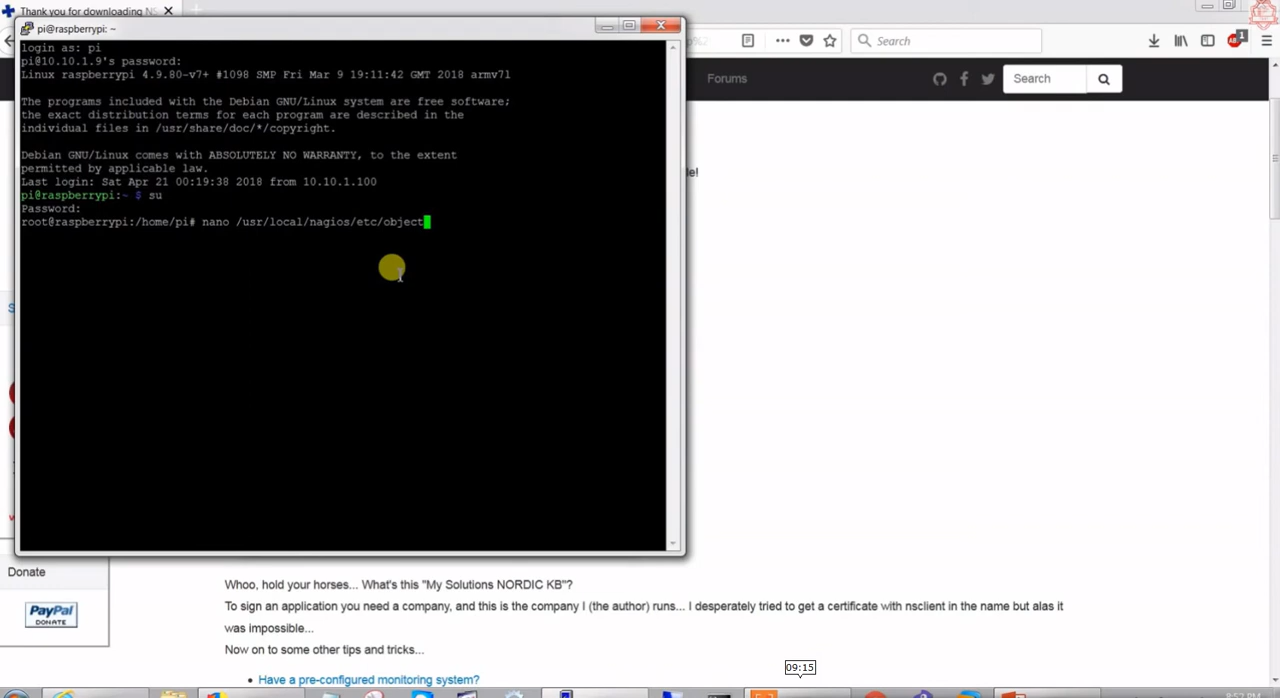 Thank you for downloading NS
pi@raspberrypi: ~
login as: pi
pi@10.10.1.9's password:
Linux raspberrypi 4.9.80-v7+ #1098 SMP Fri Mar 9 19:11:42 GMT 2018 armv7l
The programs included with the Debian GNU/Linux system are free software;
the exact distribution terms for each program are described in the
individual files in /usr/share/doc/*/copyright.
Debian GNU/Linux comes with ABSOLUTELY NO WARRANTY, to the extent
permitted by applicable law.
Last login: Sat Apr 21 00:19:38 2018 from 10.10.1.100
pi@raspberrypi:~ $ su
Password:
root@raspberrypi:/home/pi# nano /usr/local/nagios/etc/object
Search
1
Forums
Search
le!
Donate
PayPal
DONATE
Whoo, hold your horses... What's this "My Solutions NORDIC KB"?
To sign an application you need a company, and this is the company I (the author) runs... I desperately tried to get a certificate with nsclient in the name but alas it
was impossible...
Now on to some other tips and tricks...
• Have a pre-configured monitoring system?
09:15
8:52 PM